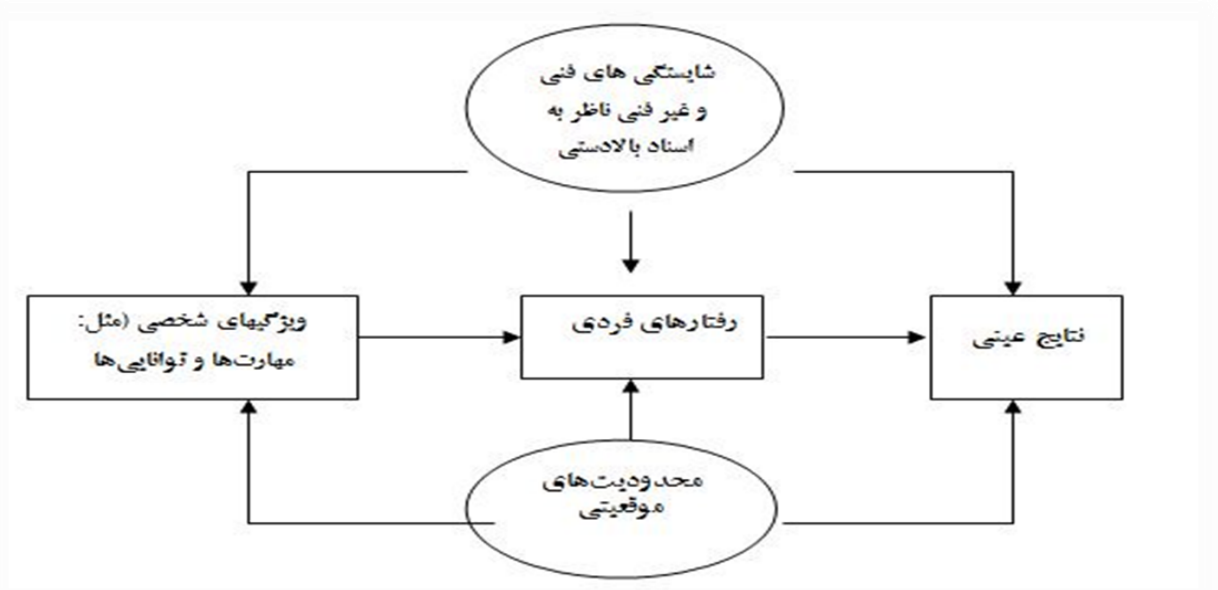 شایستگی های فنی
و غیر فنی ناظر به
اسناد بالادستی
ویژگیهای شخصی (مثل:
مهارت‌ها و توانایی‌ها
رفتارهای فردی
نتایج عینی
محدودیت‌های
موقعیتی